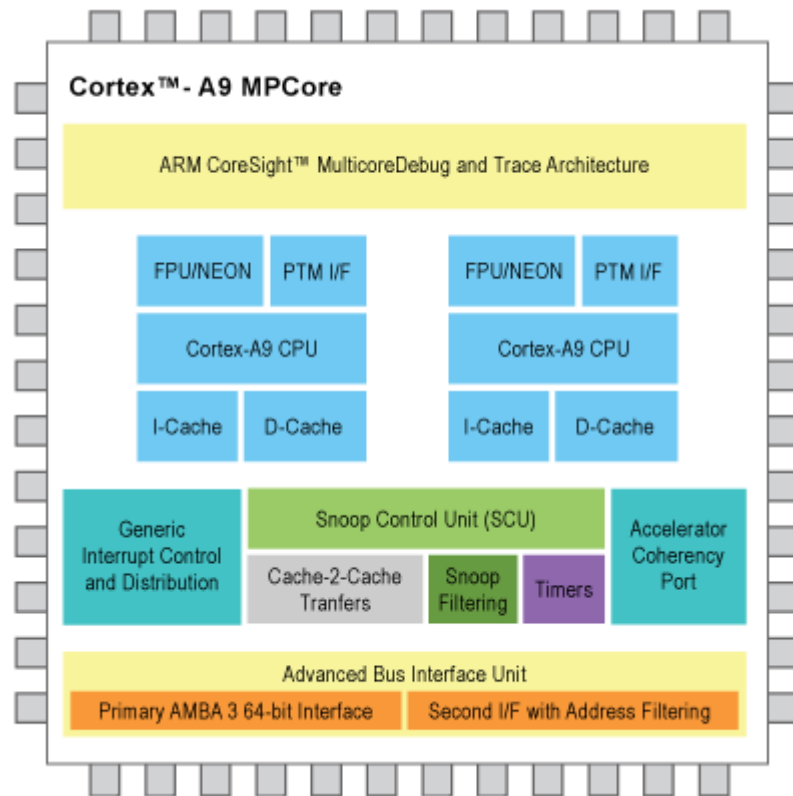 Cortex™- A9 MPCore
ARM CoreSight™ MulticoreDebug and Trace Architecture
FPU/NEON
PTM I/F
FPU/NEON
PTM I/F
Cortex-A9 CPU
Cortex-A9 CPU
I-Cache
D-Cache
I-Cache
D-Cache
Generic
Interrupt Control
and Distribution
Snoop Control Unit (SCU)
Cache-2-Cache
Tranfers
Snoop
Filtering
Timers
Accelerator
Coherency
Port
Advanced Bus Interface Unit
Primary AMBA 3 64-bit Interface
Second I/F with Address Filtering